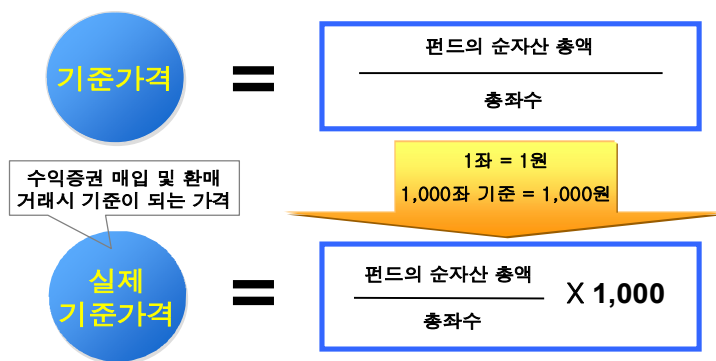 기준가격
=
펀드의 순자산 총액
총좌수
1좌 = 1원
1,000좌 기준 = 1,000원
수익증권 매입 및 환매
거래시 기준이 되는 가격
실제
기준가격
=
펀드의 순자산 총액
총좌수
X 1,000